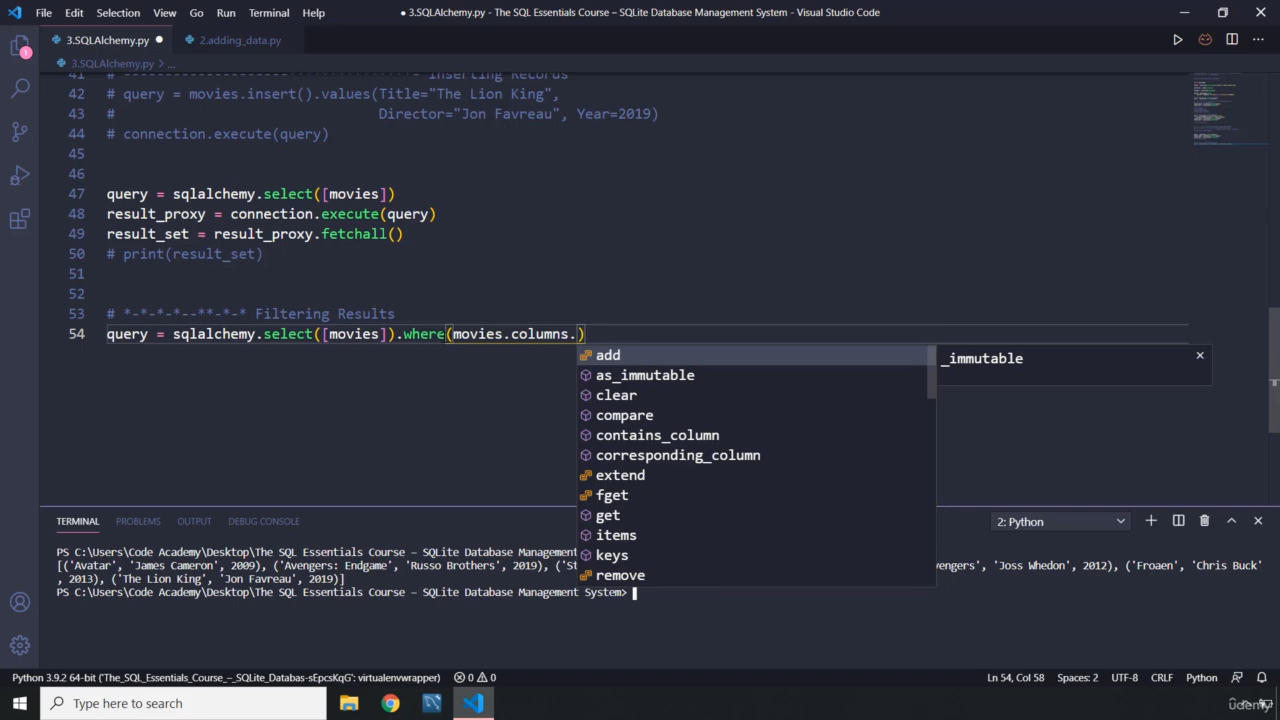 File Edit Selection View Go Run Terminal Help
● 3.SQLAlchemy.py - The SQL Essentials Course – SQLite Database Management System - Visual Studio Code
3.SQLAlchemy.py ● 2.adding_data.py
3.SQLAlchemy.py > ...
1
41 # Inserting Records
42 # query = movies.insert().values(Title="The Lion King",
43 # Director="Jon Favreau", Year=2019)
44 # connection.execute(query)
45
46
47 query = sqlalchemy.select([movies])
48 result_proxy = connection.execute(query)
49 result_set = result_proxy.fetchall()
50 # print(result_set)
51
52
53 # *-*-*-*--**-*-* Filtering Results
54 query = sqlalchemy.select([movies]).where(movies.columns.)
add
_immutable
as_immutable
clear
compare
contains_column
corresponding_column
extend
fget
get
items
keys
remove
TERMINAL PROBLEMS OUTPUT DEBUG CONSOLE
2: Python
PS C:\Users\Code Academy\Desktop\The SQL Essentials Course – SQLite Database Management
[('Avatar', 'James Cameron', 2009), ('Avengers: Endgame', 'Russo Brothers', 2019), ('St vengers', 'Joss Whedon', 2012), ('Froaen', 'Chris Buck'
, 2013), ('The Lion King', 'Jon Favreau', 2019)]
PS C:\Users\Code Academy\Desktop\The SQL Essentials Course – SQLite Database Management System>
Python 3.9.2 64-bit ('The_SQL_Essentials_Course_–_SQLite_Databas-sEpcsKqG': virtualenvwrapper) 0 0 Ln 54, Col 58 Spaces: 2 UTF-8 CRLF Python
Type here to search
udemy